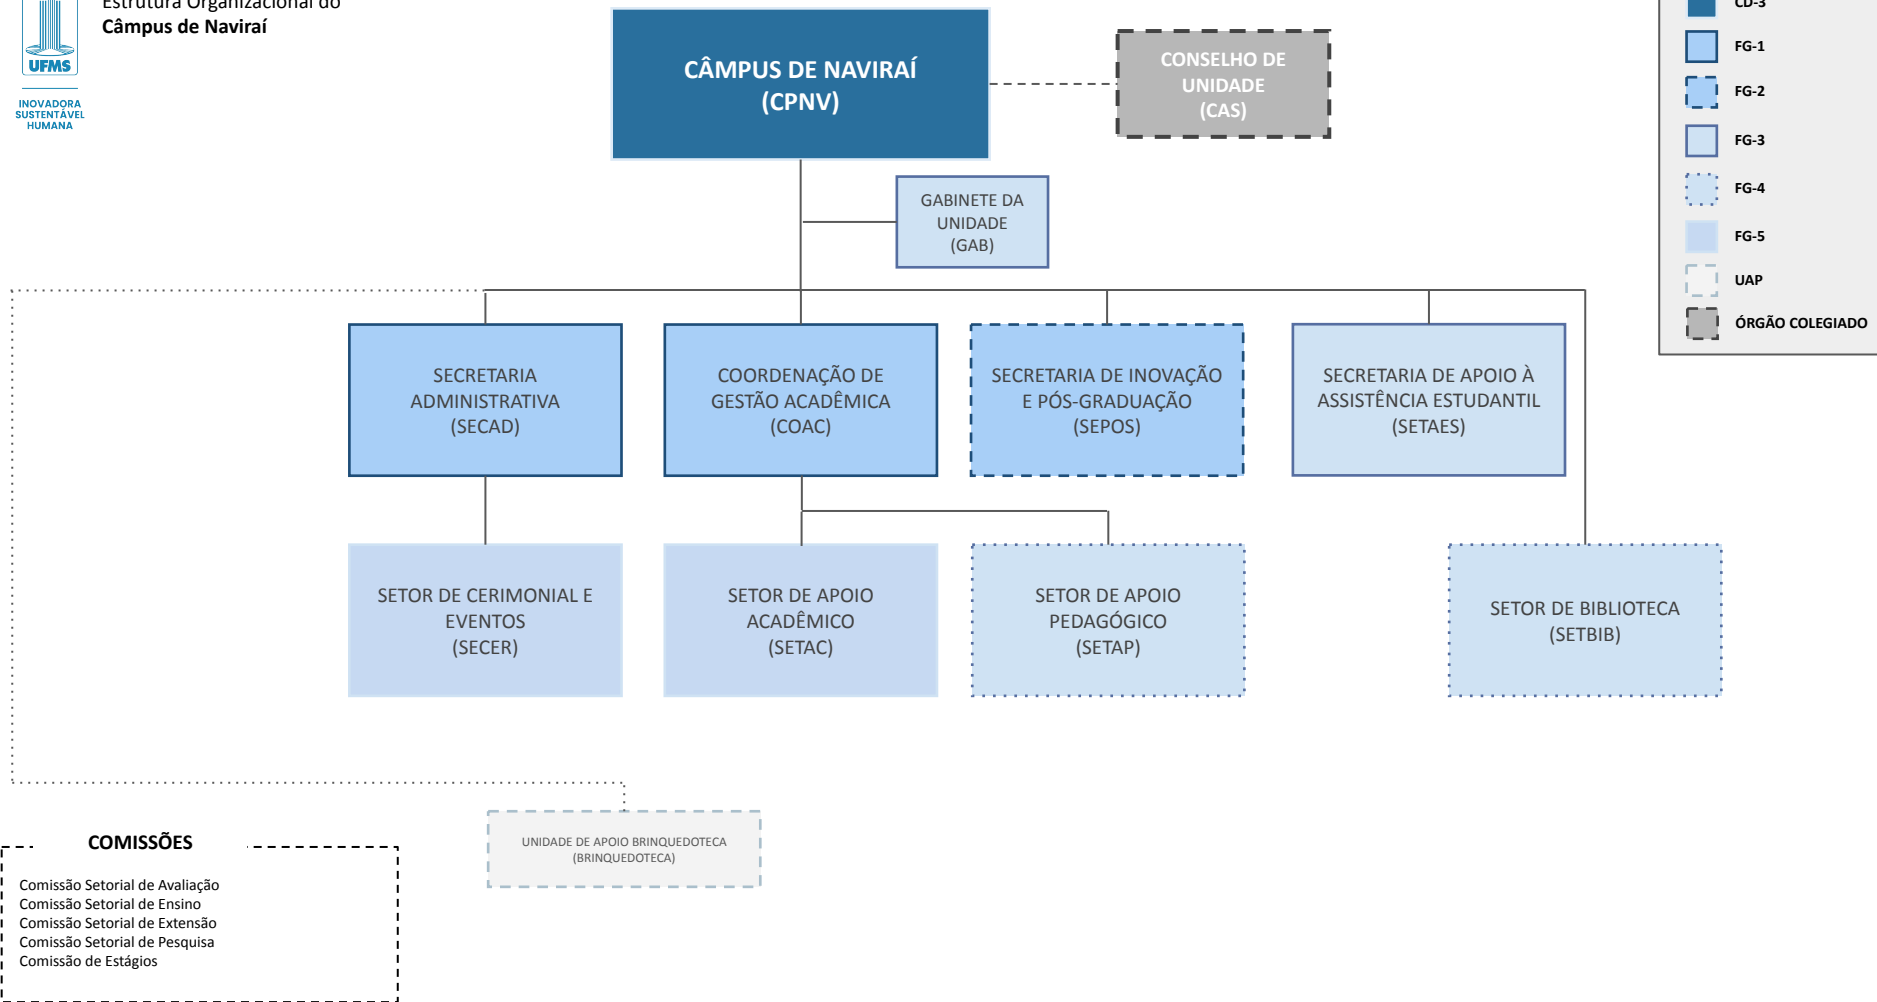 Estrutura Organizacional do
Câmpus de Naviraí
UFMS
INOVADORA
SUSTENTÁVEL
HUMANA
CÂMPUS DE NAVIRAÍ
(CPNV)
CONSELHO DE
UNIDADE
(CAS)
CD-3
FG-1
FG-2
FG-3
FG-4
FG-5
UAP
ÓRGÃO COLEGIADO
GABINETE DA
UNIDADE
(GAB)
SECRETARIA
ADMINISTRATIVA
(SECAD)
COORDENAÇÃO DE
GESTÃO ACADÊMICA
(COAC)
SECRETARIA DE INOVAÇÃO
E PÓS-GRADUAÇÃO
(SEPOS)
SECRETARIA DE APOIO À
ASSISTÊNCIA ESTUDANTIL
(SETAES)
SETOR DE CERIMONIAL E
EVENTOS
(SECER)
SETOR DE APOIO
ACADÊMICO
(SETAC)
SETOR DE APOIO
PEDAGÓGICO
(SETAP)
SETOR DE BIBLIOTECA
(SETBIB)
UNIDADE DE APOIO BRINQUEDOTECA
(BRINQUEDOTECA)
COMISSÕES
Comissão Setorial de Avaliação
Comissão Setorial de Ensino
Comissão Setorial de Extensão
Comissão Setorial de Pesquisa
Comissão de Estágios